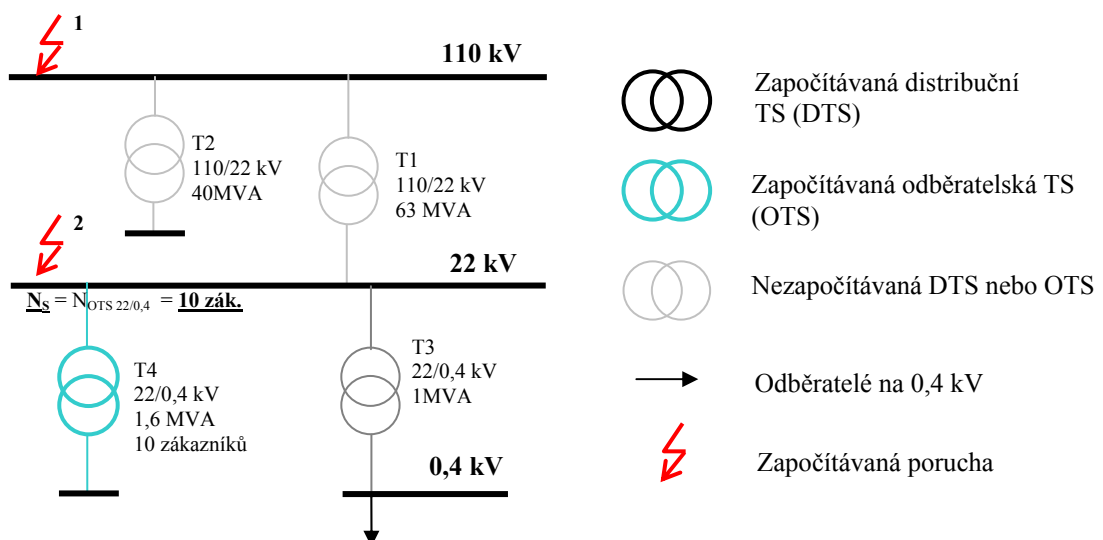 1
110 kV
T2
110/22 kV
40MVA
T1
110/22 kV
63 MVA
2
22 kV
NS = NOTS 22/0,4 = 10 zák.
T4
22/0,4 kV
1,6 MVA
10 zákazníků
T3
22/0,4 kV
1MVA
0,4 kV
Započítávaná distribuční
TS (DTS)
Započítávaná odběratelská TS
(OTS)
Nezapočítávaná DTS nebo OTS
Odběratelé na 0,4 kV
Započítávaná porucha